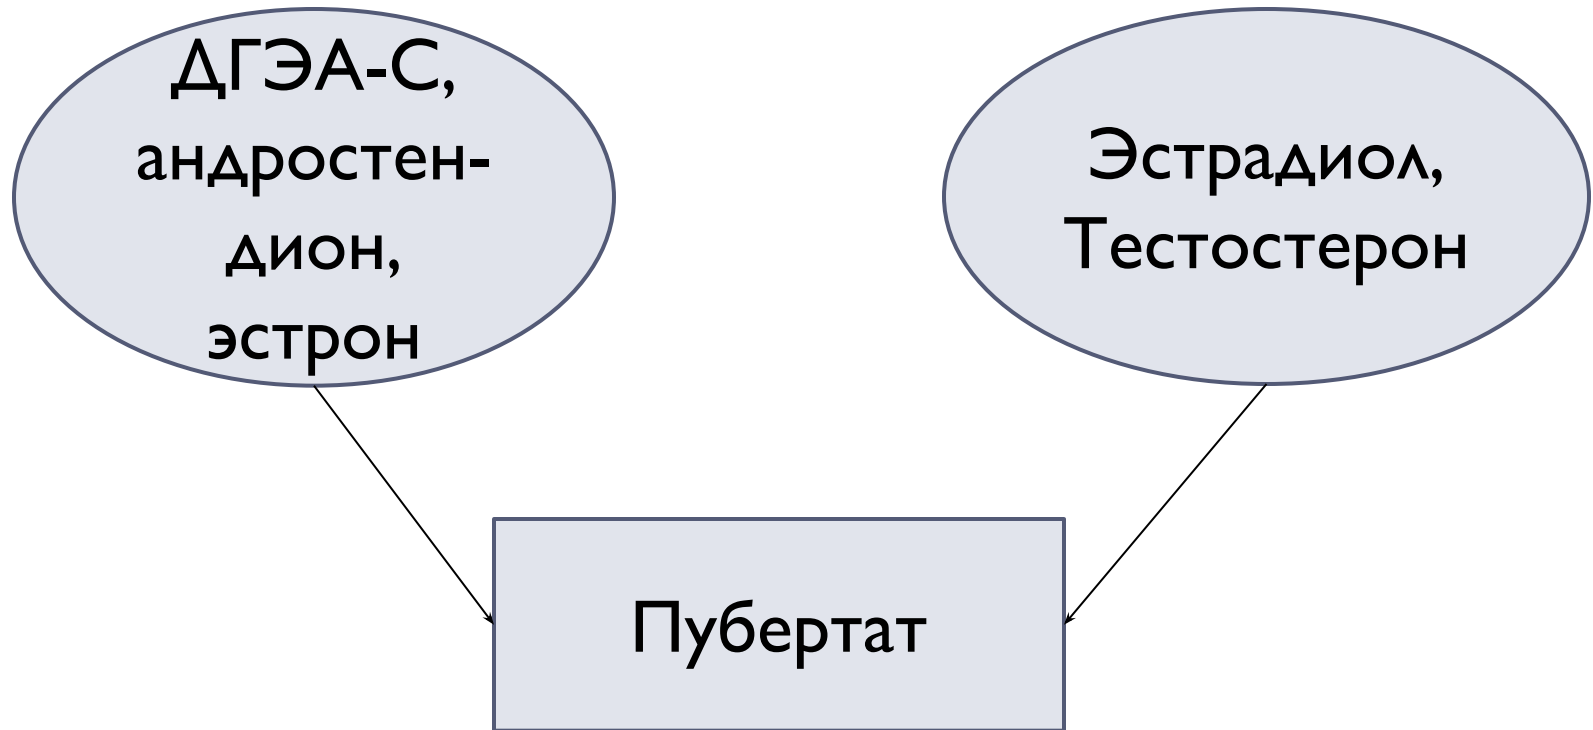 ДГЭА-С,
андростен-
дион,
эстрон
Эстрадиол,
Тестостерон
Пубертат